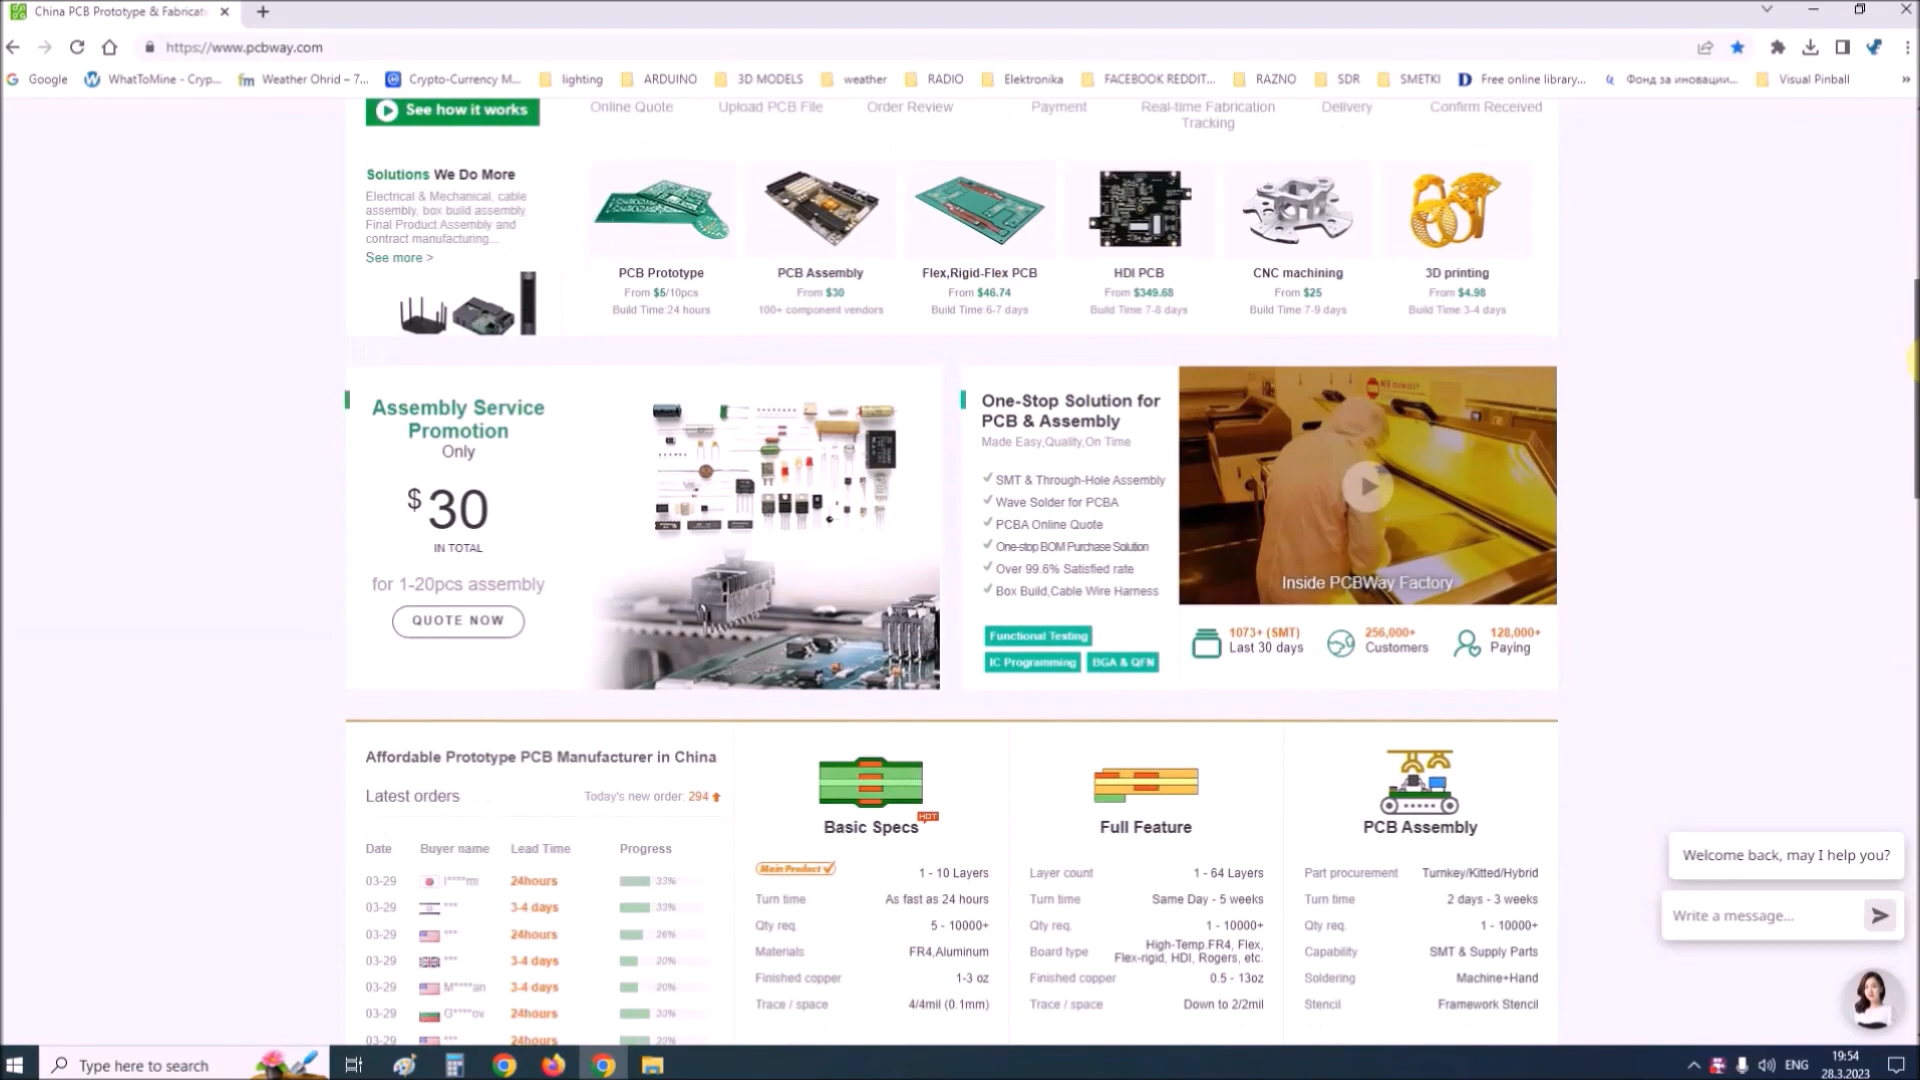 China PCB Prototype & Fabricat
https://www.pcbway.com
Google
WhatToMine - Cryp...
Weather Ohrid – 7...
Crypto-Currency M...
lighting
ARDUINO
3D MODELS
weather
RADIO
Elektronika
FACEBOOK REDDIT...
RAZNO
SDR
SMETKI
Free online library...
Фонд за иновации...
Visual Pinball
See how it works
Online Quote
Upload PCB File
Order Review
Payment
Real-time Fabrication
Tracking
Delivery
Confirm Received
Solutions We Do More
Electrical & Mechanical, cable
assembly, box build assembly,
Final Product Assembly and
contract manufacturing...
See more >
PCB Prototype
From $5/10pcs
Build Time:24 hours
PCB Assembly
From $30
100+ component vendors
Flex,Rigid-Flex PCB
From $46.74
Build Time:6-7 days
HDI PCB
From $349.68
Build Time:7-8 days
CNC machining
From $25
Build Time:7-9 days
3D printing
From $4.98
Build Time:3-4 days
Assembly Service
Promotion
Only
$30
IN TOTAL
for 1-20pcs assembly
QUOTE NOW
One-Stop Solution for
PCB & Assembly
Made Easy,Quality,On Time
SMT & Through-Hole Assembly
Wave Solder for PCBA
PCBA Online Quote
One-stop BOM Purchase Solution
Over 99.6% Satisfied rate
Box Build,Cable Wire Harness
Functional Testing
IC Programming
BGA & QFN
Inside PCBWay Factory
1073+ (SMT)
Last 30 days
256,000+
Customers
128,000+
Paying
Affordable Prototype PCB Manufacturer in China
Latest orders
Today's new order: 294
Date Buyer name Lead Time Progress
03-29 l****mi 24hours 33%
03-29 *** 3-4 days 33%
03-29 *** 24hours 26%
03-29 *** 3-4 days 20%
03-29 M****an 3-4 days 20%
03-29 G****ov 24hours 33%
24hours
HOT
Basic Specs
Main Product
1 - 10 Layers
Turn time As fast as 24 hours
Qty req. 5 - 10000+
Materials FR4,Aluminum
Finished copper 1-3 oz
Trace / space 4/4mil (0.1mm)
Full Feature
Layer count 1 - 64 Layers
Turn time Same Day - 5 weeks
Qty req. 1 - 10000+
Board type High-Temp.FR4, Flex,
Flex-rigid, HDI, Rogers, etc.
Finished copper 0.5 - 13oz
Trace / space Down to 2/2mil
PCB Assembly
Part procurement Turnkey/Kitted/Hybrid
Turn time 2 days - 3 weeks
Qty req. 1 - 10000+
Capability SMT & Supply Parts
Soldering Machine+Hand
Stencil Framework Stencil
Welcome back, may I help you?
Write a message...
Type here to search
ENG
19:54
28.3.2023